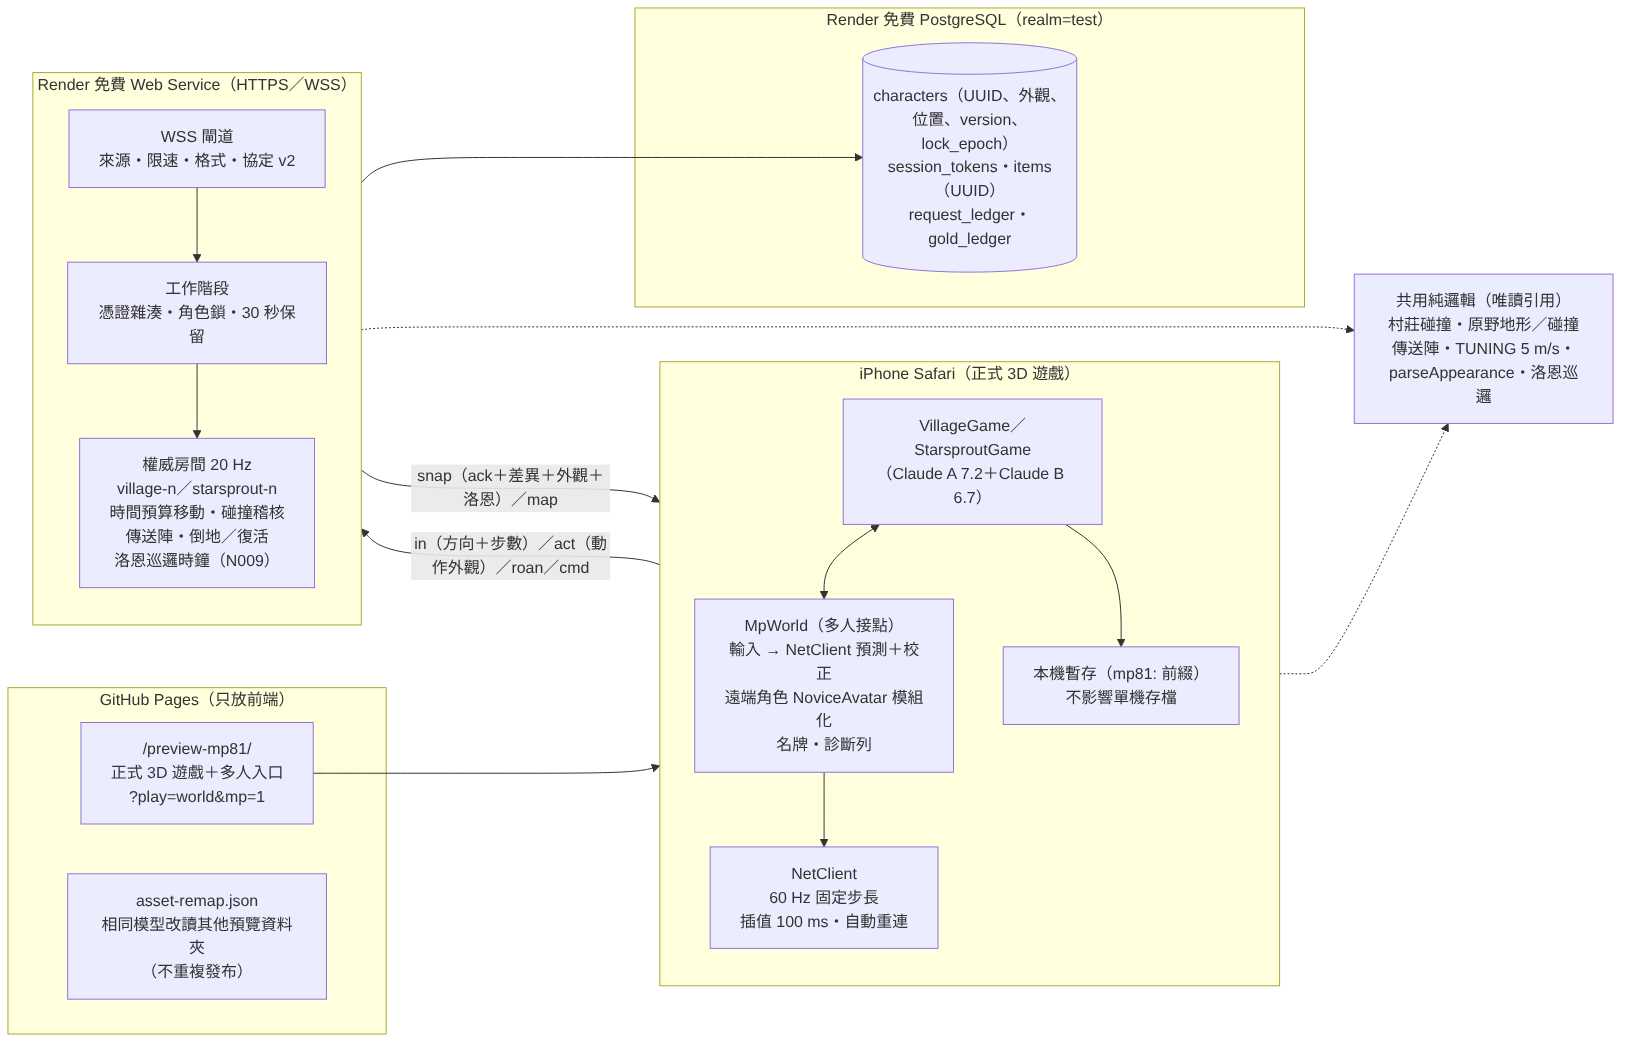 Render 免費 PostgreSQL（realm=test）
characters（UUID、外觀、
位置、version、
lock_epoch）
session_tokens・items
（UUID）
request_ledger・
gold_ledger
Render 免費 Web Service（HTTPS／WSS）
WSS 閘道
來源・限速・格式・協定 v2
工作階段
憑證雜湊・角色鎖・30 秒保
留
權威房間 20 Hz
village-n／starsprout-n
時間預算移動・碰撞稽核
傳送陣・倒地／復活
洛恩巡邏時鐘（N009）
snap（ack＋差異＋外觀＋
洛恩）／map
in（方向＋步數）／act（動
作外觀）／roan／cmd
共用純邏輯（唯讀引用）
村莊碰撞・原野地形／碰撞
傳送陣・TUNING 5 m/s・
parseAppearance・洛恩巡
邏
iPhone Safari（正式 3D 遊戲）
VillageGame／
StarsproutGame
（Claude A 7.2＋Claude B
6.7）
MpWorld（多人接點）
輸入 → NetClient 預測＋校
正
遠端角色 NoviceAvatar 模組
化
名牌・診斷列
本機暫存（mp81: 前綴）
不影響單機存檔
NetClient
60 Hz 固定步長
插值 100 ms・自動重連
GitHub Pages（只放前端）
/preview-mp81/
正式 3D 遊戲＋多人入口
?play=world&mp=1
asset-remap.json
相同模型改讀其他預覽資料
夾
（不重複發布）